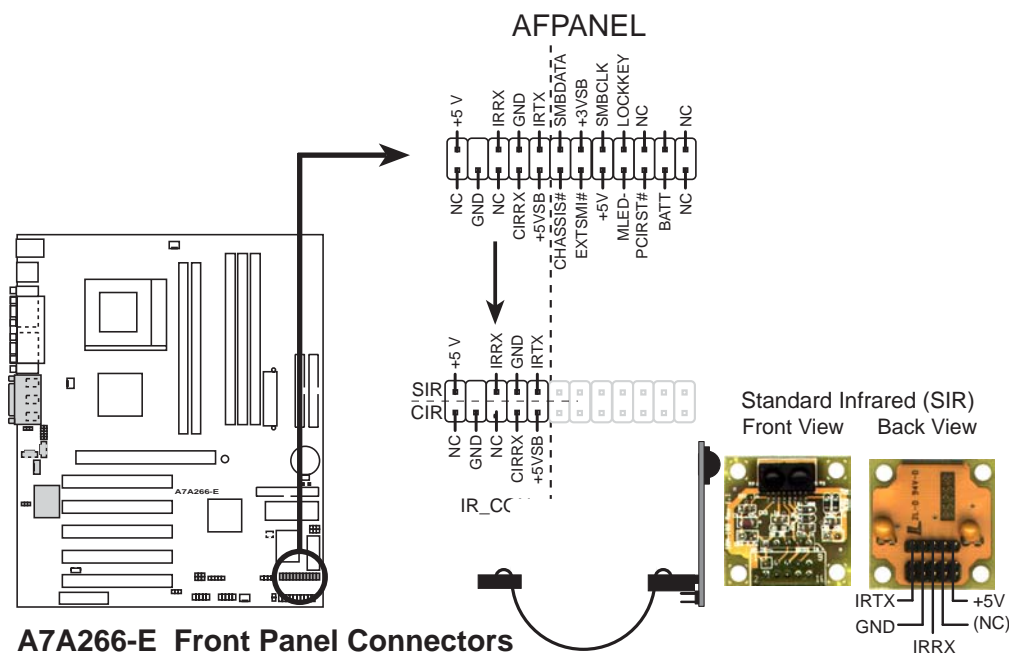 AFPANEL
+5 V
IRRX
GND
IRTX
SMBDATA
+3VSB
SMBCLK
LOCKKEY
NC
NC
NC
GND
NC
CIRRX
+5VSB
CHASSIS#
EXTSMI#
+5V
MLED-
PCIRST#
BATT
NC
+5 V
IRRX
GND
IRTX
SIR
CIR
NC
GND
NC
CIRRX
+5VSB
Standard Infrared (SIR)
Front View Back View
A7A266-E
94V-0
IRTX
+5V
GND
(NC)
IRRX
A7A266-E Front Panel Connectors